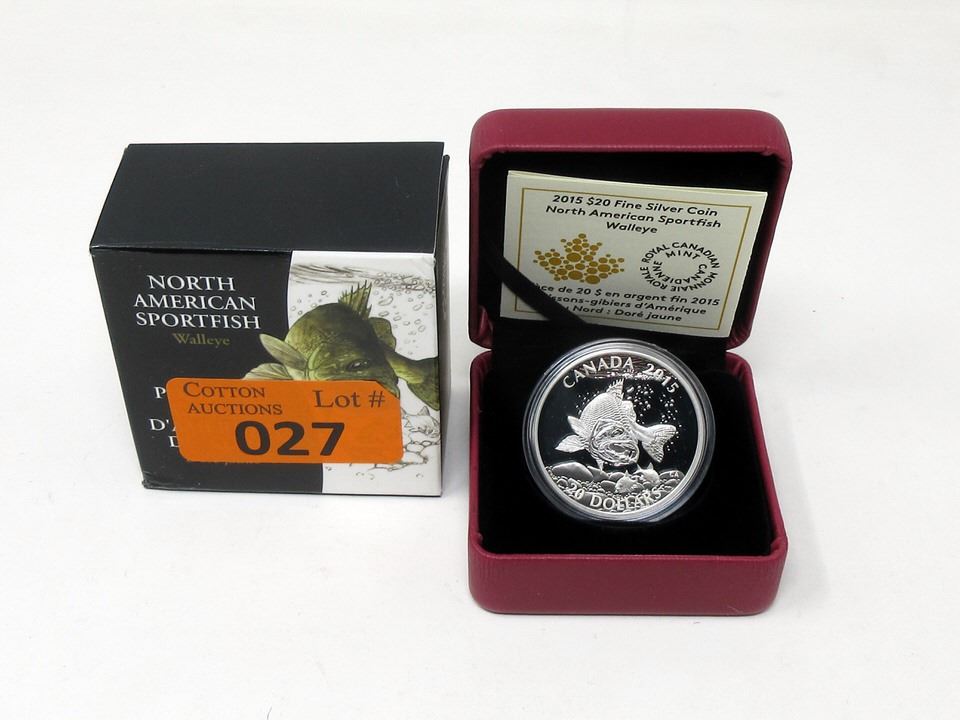 NORTH
AMERICAN
SPORTFISH
Walleye
P
D'
D
COTTON
AUCTIONS
Lot #
027
2015 $20 Fine Silver Coin
North American Sportfish
Walleye
ROYAL CANADIAN MINT
MONNAIE ROYALE CANADIENNE
ce de 20 $ en argent fin 2015
issons-gibiers d'Amérique
Nord : Doré jaune
CANADA 2015
20 DOLLARS